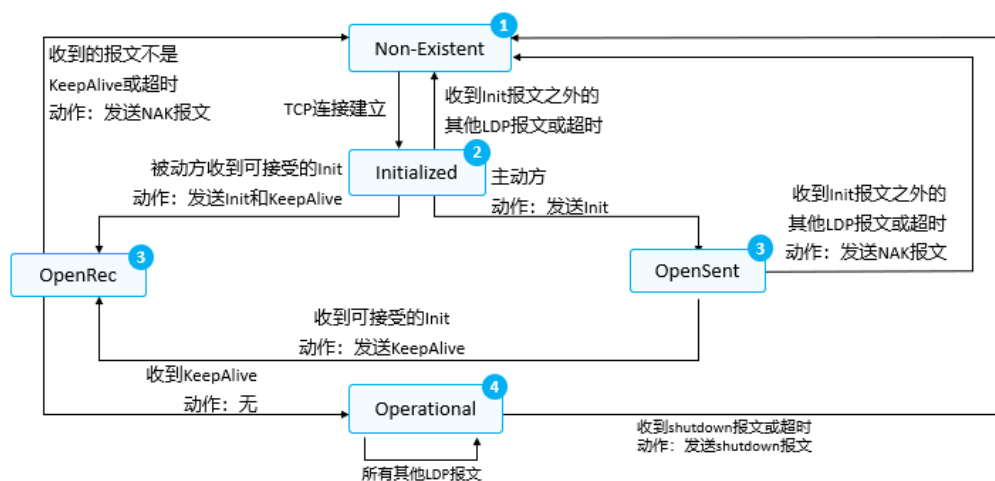 1
Non-Existent
收到的报文不是
KeepAlive或超时
动作：发送NAK报文
TCP连接建立
收到Init报文之外的
其他LDP报文或超时
2
Initialized
被动方收到可接受的Init
动作：发送Init和KeepAlive
主动方
动作：发送Init
收到Init报文之外的
其他LDP报文或超时
动作：发送NAK报文
3
OpenRec
3
OpenSent
收到可接受的Init
动作：发送KeepAlive
收到KeepAlive
动作：无
4
Operational
收到shutdown报文或超时
动作：发送shutdown报文
所有其他LDP报文